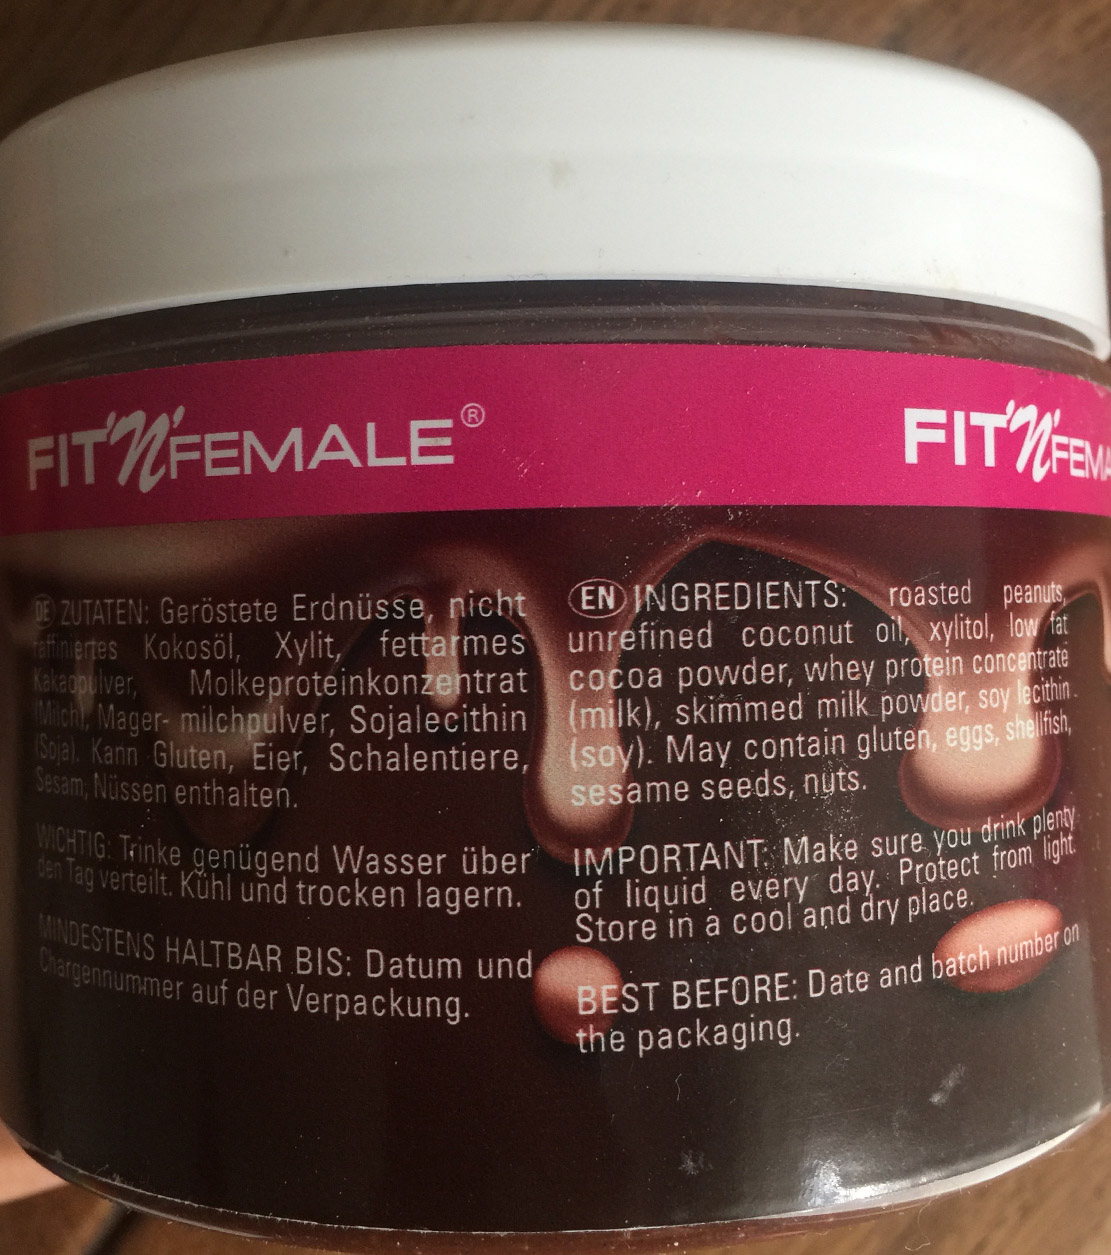 FIT'N'FEMALE®
FIT'N'FEMA
DE ZUTATEN: Geröstete Erdnüsse, nicht
raffiniertes Kokosöl, Xylit, fettarmes
Kakaopulver, Molkeproteinkonzentrat
(Milch), Mager- milchpulver, Sojalecithin
(Soja). Kann Gluten, Eier, Schalentiere,
Sesam, Nüssen enthalten.
WICHTIG: Trinke genügend Wasser über
den Tag verteilt. Kühl und trocken lagern.
MINDESTENS HALTBAR BIS: Datum und
Chargennummer auf der Verpackung.
EN INGREDIENTS: roasted peanuts,
unrefined coconut oil, xylitol, low fat
cocoa powder, whey protein concentrate
(milk), skimmed milk powder, soy lecithin
(soy). May contain gluten, eggs, shellfish,
sesame seeds, nuts.
IMPORTANT: Make sure you drink plenty
of liquid every day. Protect from light.
Store in a cool and dry place.
BEST BEFORE: Date and batch number on
the packaging.